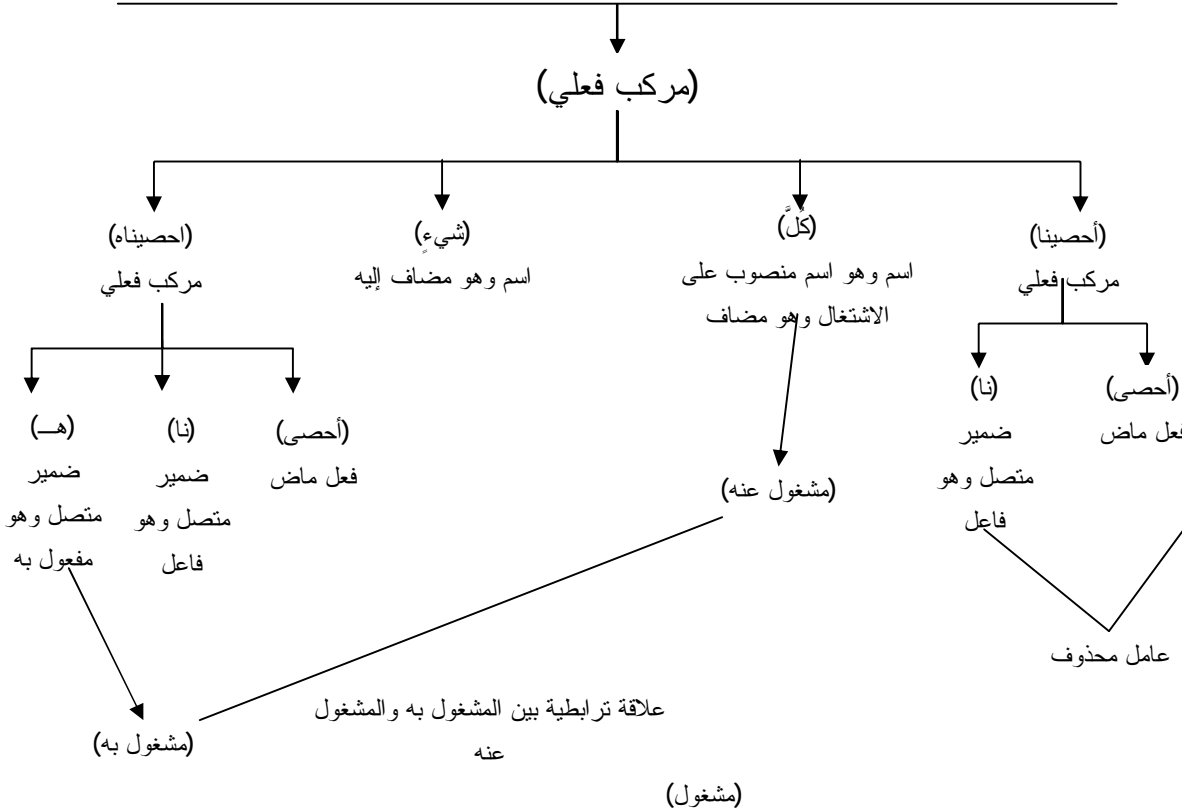 (مركب فعلي)
(أحصينا)
مركب فعلي
(كُلَّ)
اسم وهو اسم منصوب على
الاشتغال وهو مضاف
(شيءٍ)
اسم وهو مضاف إليه
(احصيناه)
مركب فعلي
(أحصى)
فعل ماض
(نا)
ضمير
متصل وهو
فاعل
(أحصى)
فعل ماض
(نا)
ضمير
متصل وهو
فاعل
(هـ)
ضمير
متصل وهو
مفعول به
(مشغول عنه)
عامل محذوف
علاقة ترابطية بين المشغول به والمشغول
عنه
(مشغول به)
(مشغول)